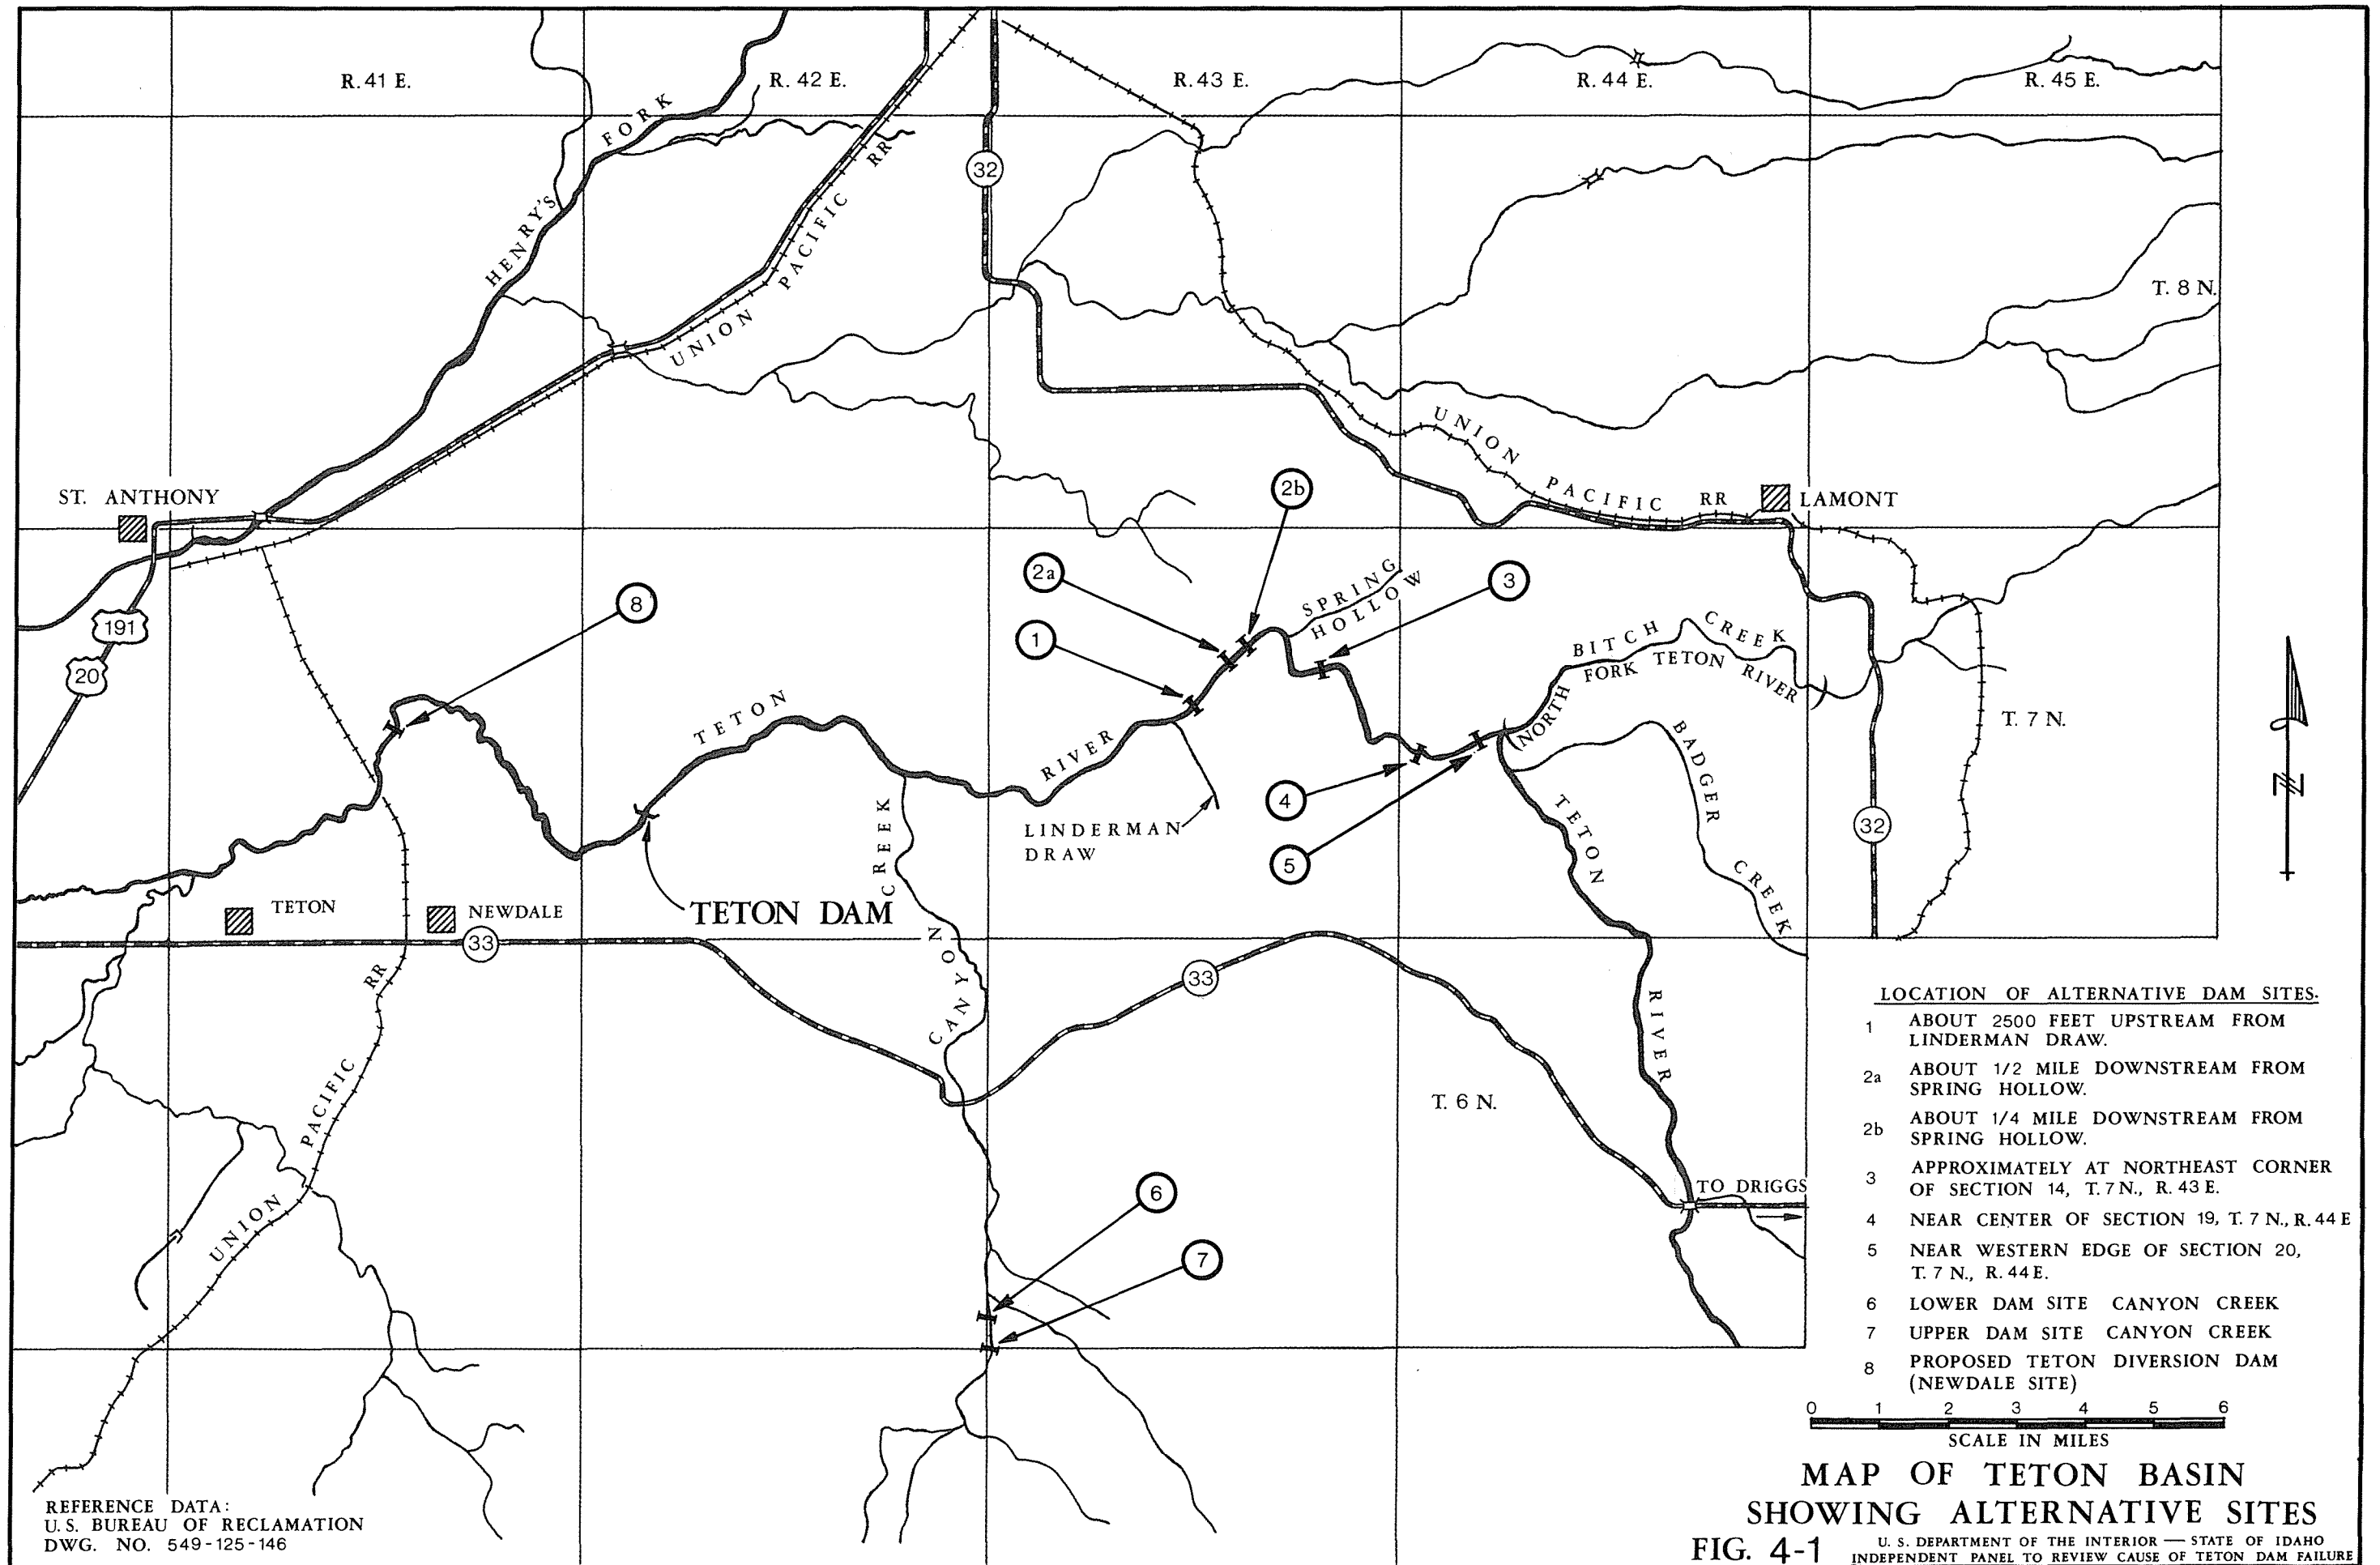 R. 41 E.
R. 42 E.
R. 43 E.
R. 44 E.
R. 45 E.
HENRY'S FORK
UNION PACIFIC RR
32
T. 8 N.
ST. ANTHONY
191
20
UNION PACIFIC RR
LAMONT
2b
2a
1
SPRING
HOLLOW
3
8
BITCH CREEK
NORTH FORK TETON RIVER
T. 7 N.
TETON RIVER
BADGER CREEK
4
5
LINDERMAN
DRAW
32
TETON
NEWDALE
TETON DAM
33
CANYON CREEK
33
TETON RIVER
UNION PACIFIC RR
T. 6 N.
TO DRIGGS
6
7
LOCATION OF ALTERNATIVE DAM SITES.
1 ABOUT 2500 FEET UPSTREAM FROM
LINDERMAN DRAW.
2a ABOUT 1/2 MILE DOWNSTREAM FROM
SPRING HOLLOW.
2b ABOUT 1/4 MILE DOWNSTREAM FROM
SPRING HOLLOW.
3 APPROXIMATELY AT NORTHEAST CORNER
OF SECTION 14, T. 7 N., R. 43 E.
4 NEAR CENTER OF SECTION 19, T. 7 N., R. 44 E
5 NEAR WESTERN EDGE OF SECTION 20,
T. 7 N., R. 44 E.
6 LOWER DAM SITE CANYON CREEK
7 UPPER DAM SITE CANYON CREEK
8 PROPOSED TETON DIVERSION DAM
(NEWDALE SITE)
0 1 2 3 4 5 6
SCALE IN MILES
N
REFERENCE DATA:
U. S. BUREAU OF RECLAMATION
DWG. NO. 549-125-146
MAP OF TETON BASIN
SHOWING ALTERNATIVE SITES
FIG. 4-1
U. S. DEPARTMENT OF THE INTERIOR — STATE OF IDAHO
INDEPENDENT PANEL TO REVIEW CAUSE OF TETON DAM FAILURE